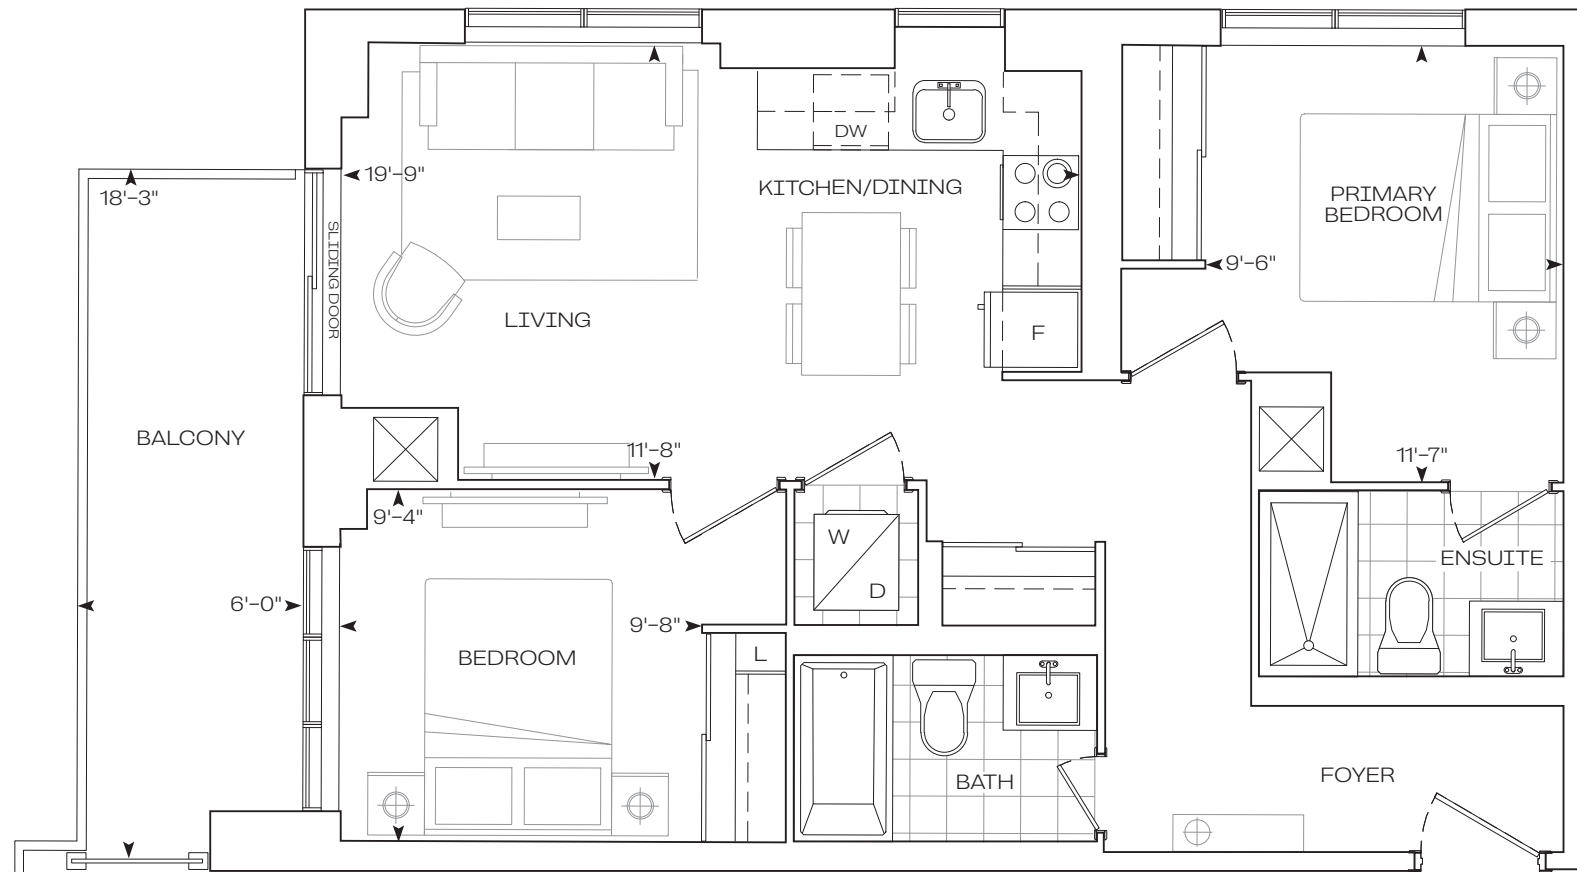 DW
18'-3"
19'-9"
KITCHEN/DINING
PRIMARY
BEDROOM
SLIDING DOOR
9'-6"
LIVING
F
BALCONY
11'-8"
11'-7"
9'-4"
W
D
ENSUITE
6'-0"
9'-8"
BEDROOM
L
BATH
FOYER